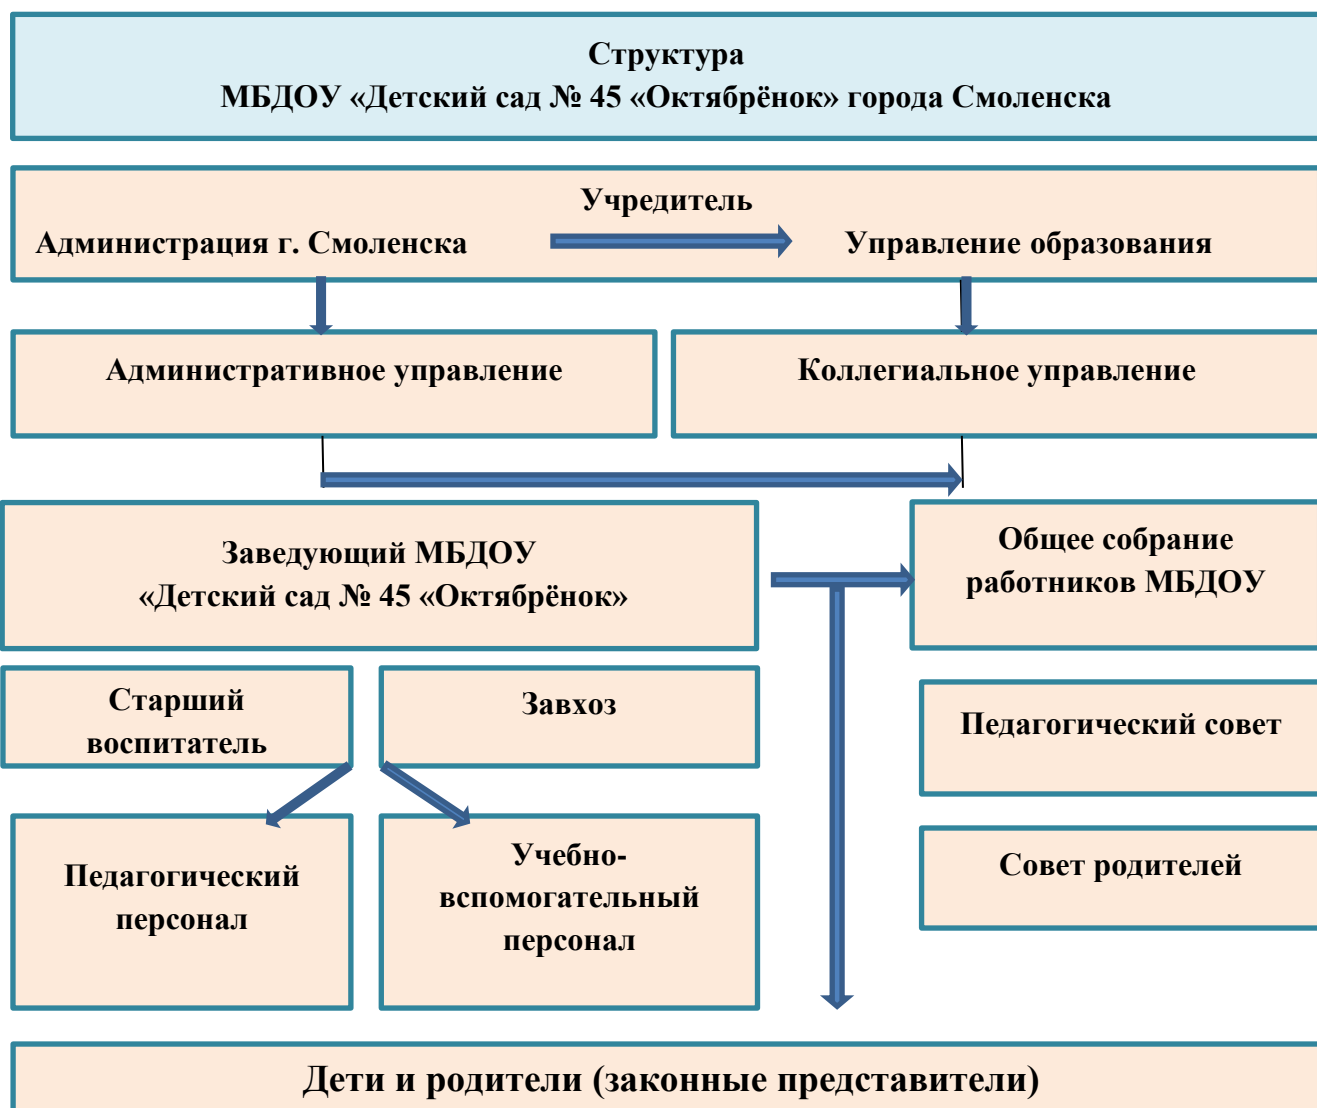 Структура
МБДОУ «Детский сад № 45 «Октябрёнок» города Смоленска
Учредитель
Администрация г. Смоленска
Управление образования
Административное управление
Коллегиальное управление
Заведующий МБДОУ
«Детский сад № 45 «Октябрёнок»
Общее собрание
работников МБДОУ
Старший
воспитатель
Завхоз
Педагогический совет
Педагогический
персонал
Учебно-
вспомогательный
персонал
Совет родителей
Дети и родители (законные представители)